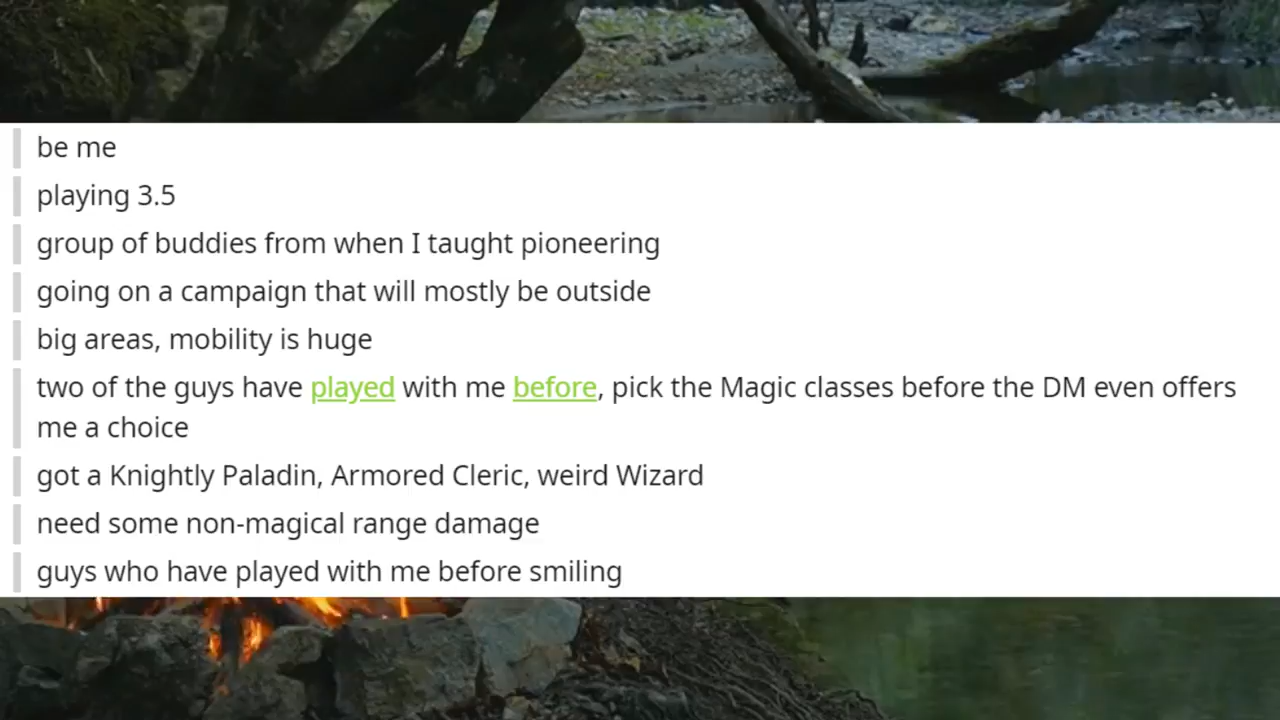 be me
playing 3.5
group of buddies from when I taught pioneering
going on a campaign that will mostly be outside
big areas, mobility is huge
two of the guys have played with me before, pick the Magic classes before the DM even offers
me a choice
got a Knightly Paladin, Armored Cleric, weird Wizard
need some non-magical range damage
guys who have played with me before smiling